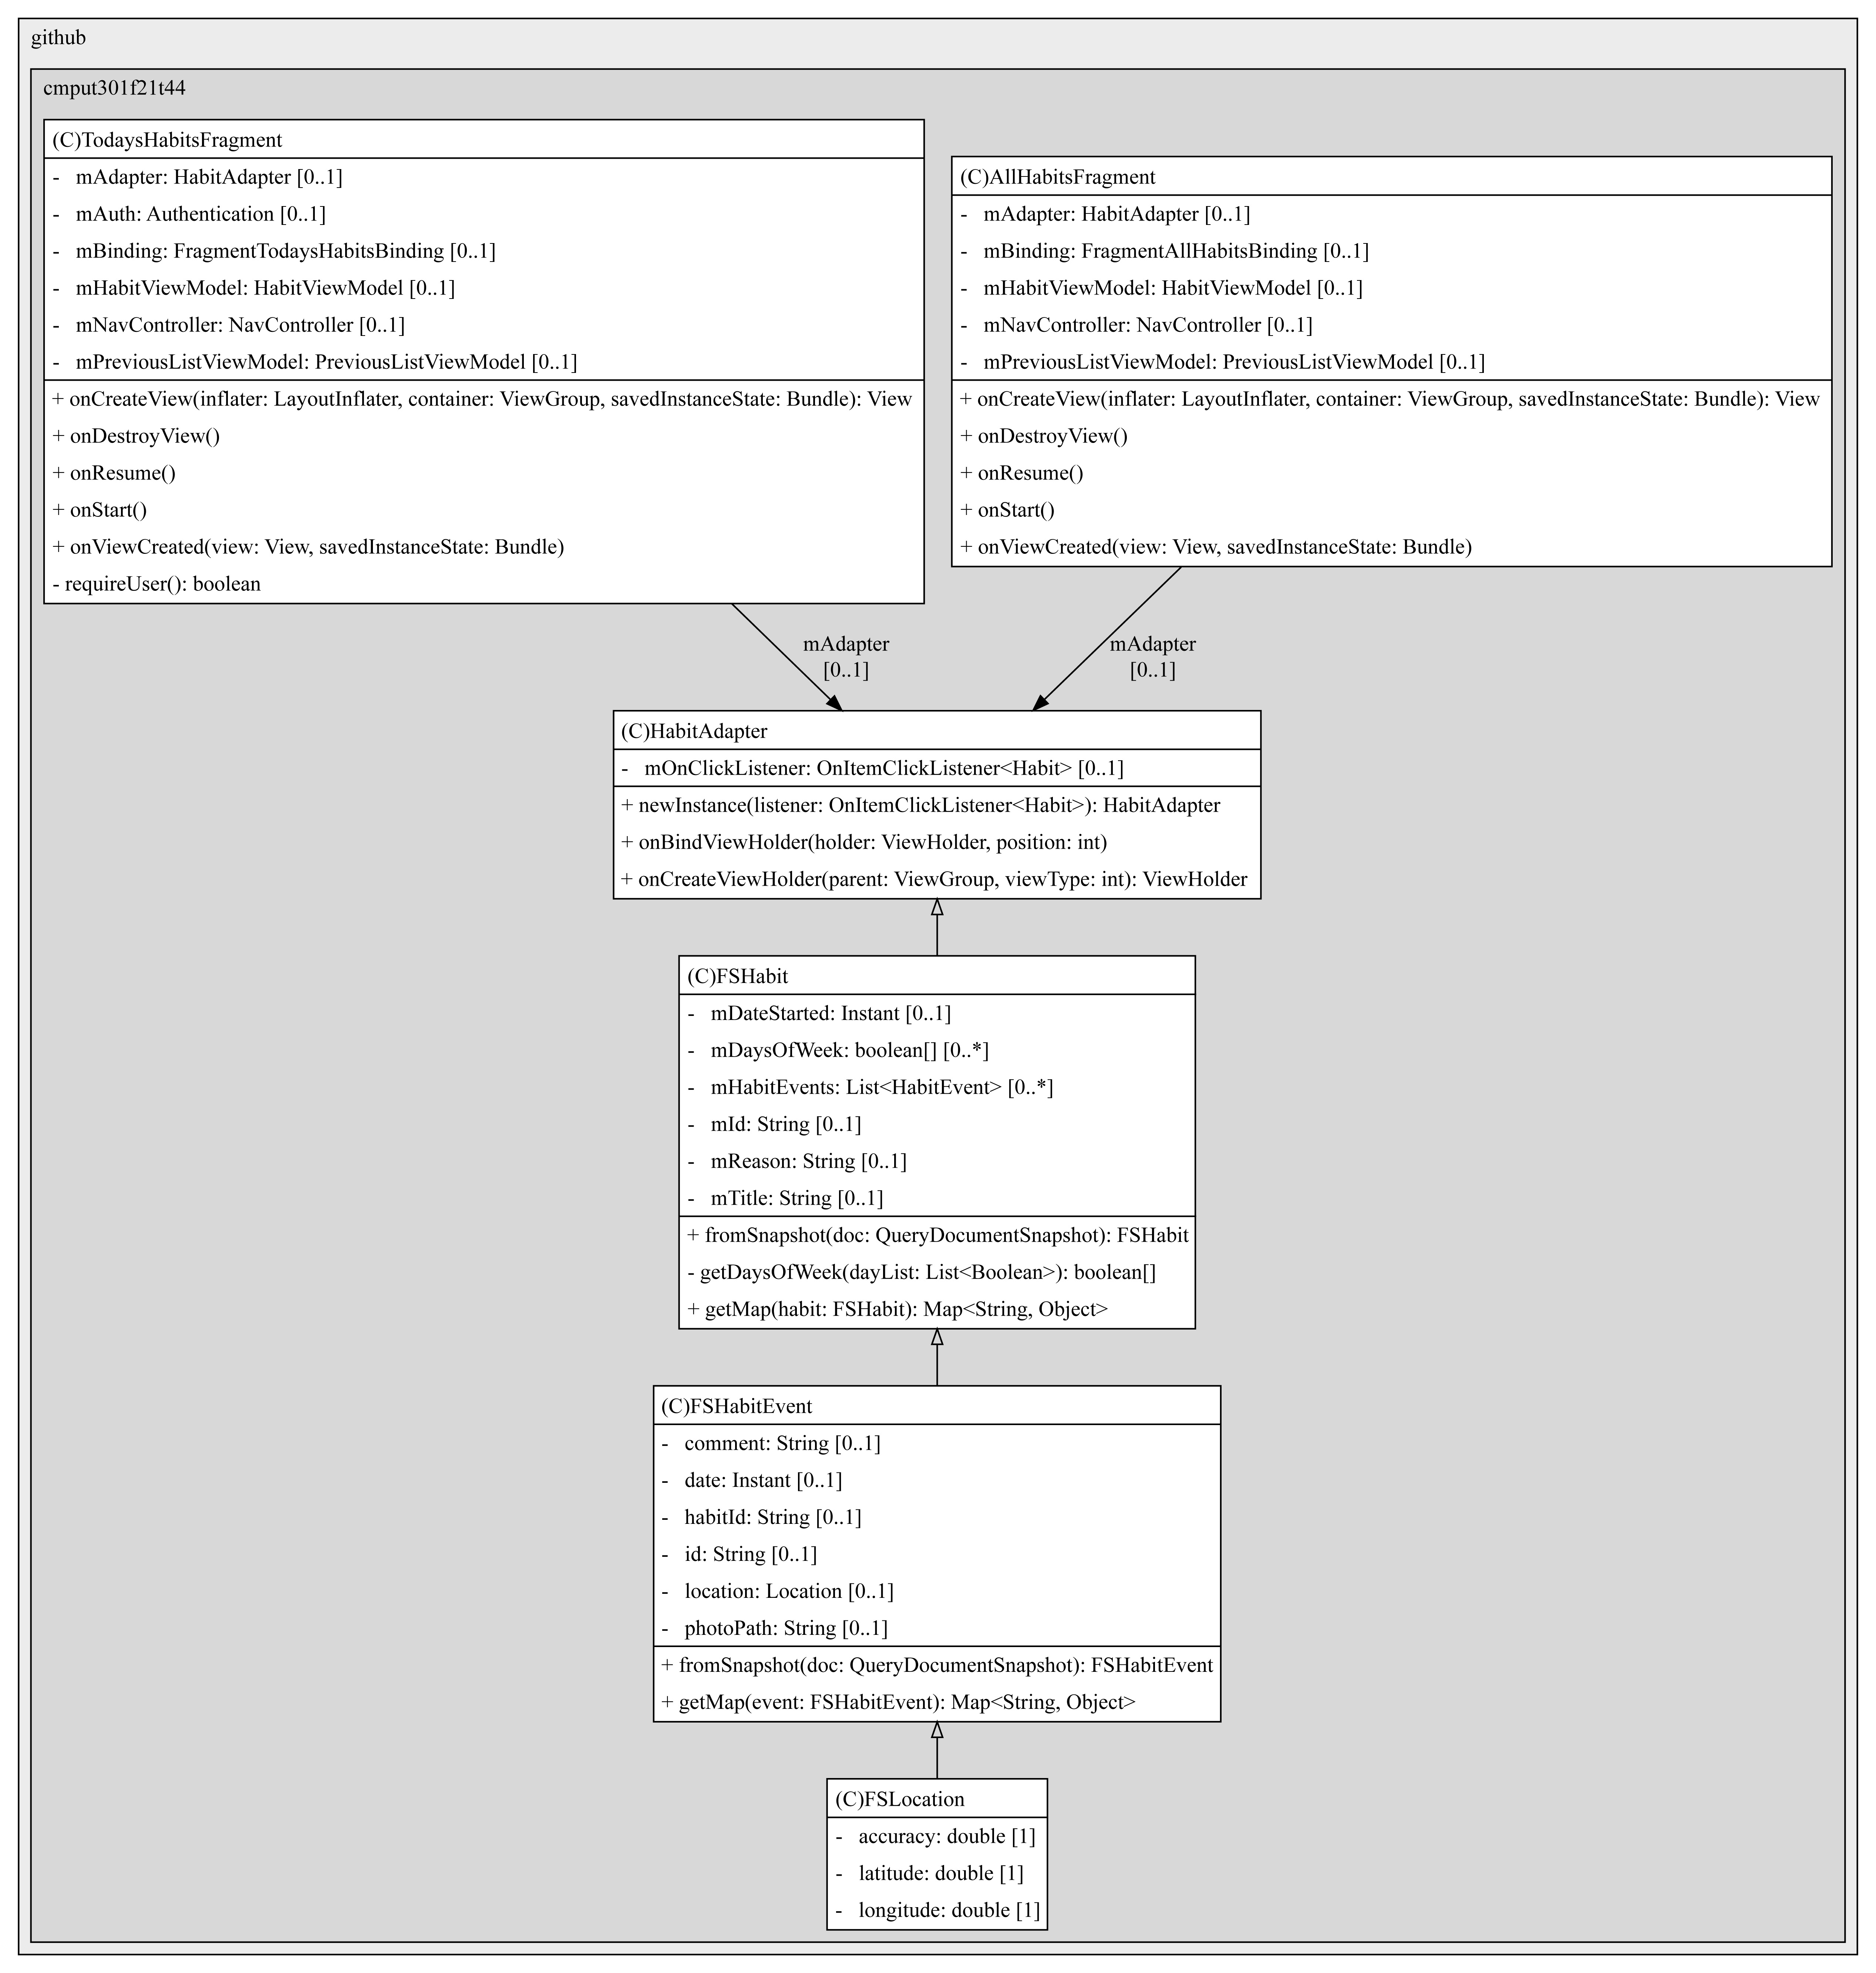 github
cmput301f21t44
(C)TodaysHabitsFragment
- mAdapter: HabitAdapter [0..1]
- mAuth: Authentication [0..1]
- mBinding: FragmentTodaysHabitsBinding [0..1]
- mHabitViewModel: HabitViewModel [0..1]
- mNavController: NavController [0..1]
- mPreviousListViewModel: PreviousListViewModel [0..1]
+ onCreateView(inflater: LayoutInflater, container: ViewGroup, savedInstanceState: Bundle): View
+ onDestroyView()
+ onResume()
+ onStart()
+ onViewCreated(view: View, savedInstanceState: Bundle)
- requireUser(): boolean
(C)AllHabitsFragment
- mAdapter: HabitAdapter [0..1]
- mBinding: FragmentAllHabitsBinding [0..1]
- mHabitViewModel: HabitViewModel [0..1]
- mNavController: NavController [0..1]
- mPreviousListViewModel: PreviousListViewModel [0..1]
+ onCreateView(inflater: LayoutInflater, container: ViewGroup, savedInstanceState: Bundle): View
+ onDestroyView()
+ onResume()
+ onStart()
+ onViewCreated(view: View, savedInstanceState: Bundle)
mAdapter
[0..1]
mAdapter
[0..1]
(C)HabitAdapter
- mOnClickListener: OnItemClickListener<Habit> [0..1]
+ newInstance(listener: OnItemClickListener<Habit>): HabitAdapter
+ onBindViewHolder(holder: ViewHolder, position: int)
+ onCreateViewHolder(parent: ViewGroup, viewType: int): ViewHolder
(C)FSHabit
- mDateStarted: Instant [0..1]
- mDaysOfWeek: boolean[] [0..*]
- mHabitEvents: List<HabitEvent> [0..*]
- mId: String [0..1]
- mReason: String [0..1]
- mTitle: String [0..1]
+ fromSnapshot(doc: QueryDocumentSnapshot): FSHabit
- getDaysOfWeek(dayList: List<Boolean>): boolean[]
+ getMap(habit: FSHabit): Map<String, Object>
(C)FSHabitEvent
- comment: String [0..1]
- date: Instant [0..1]
- habitId: String [0..1]
- id: String [0..1]
- location: Location [0..1]
- photoPath: String [0..1]
+ fromSnapshot(doc: QueryDocumentSnapshot): FSHabitEvent
+ getMap(event: FSHabitEvent): Map<String, Object>
(C)FSLocation
- accuracy: double [1]
- latitude: double [1]
- longitude: double [1]